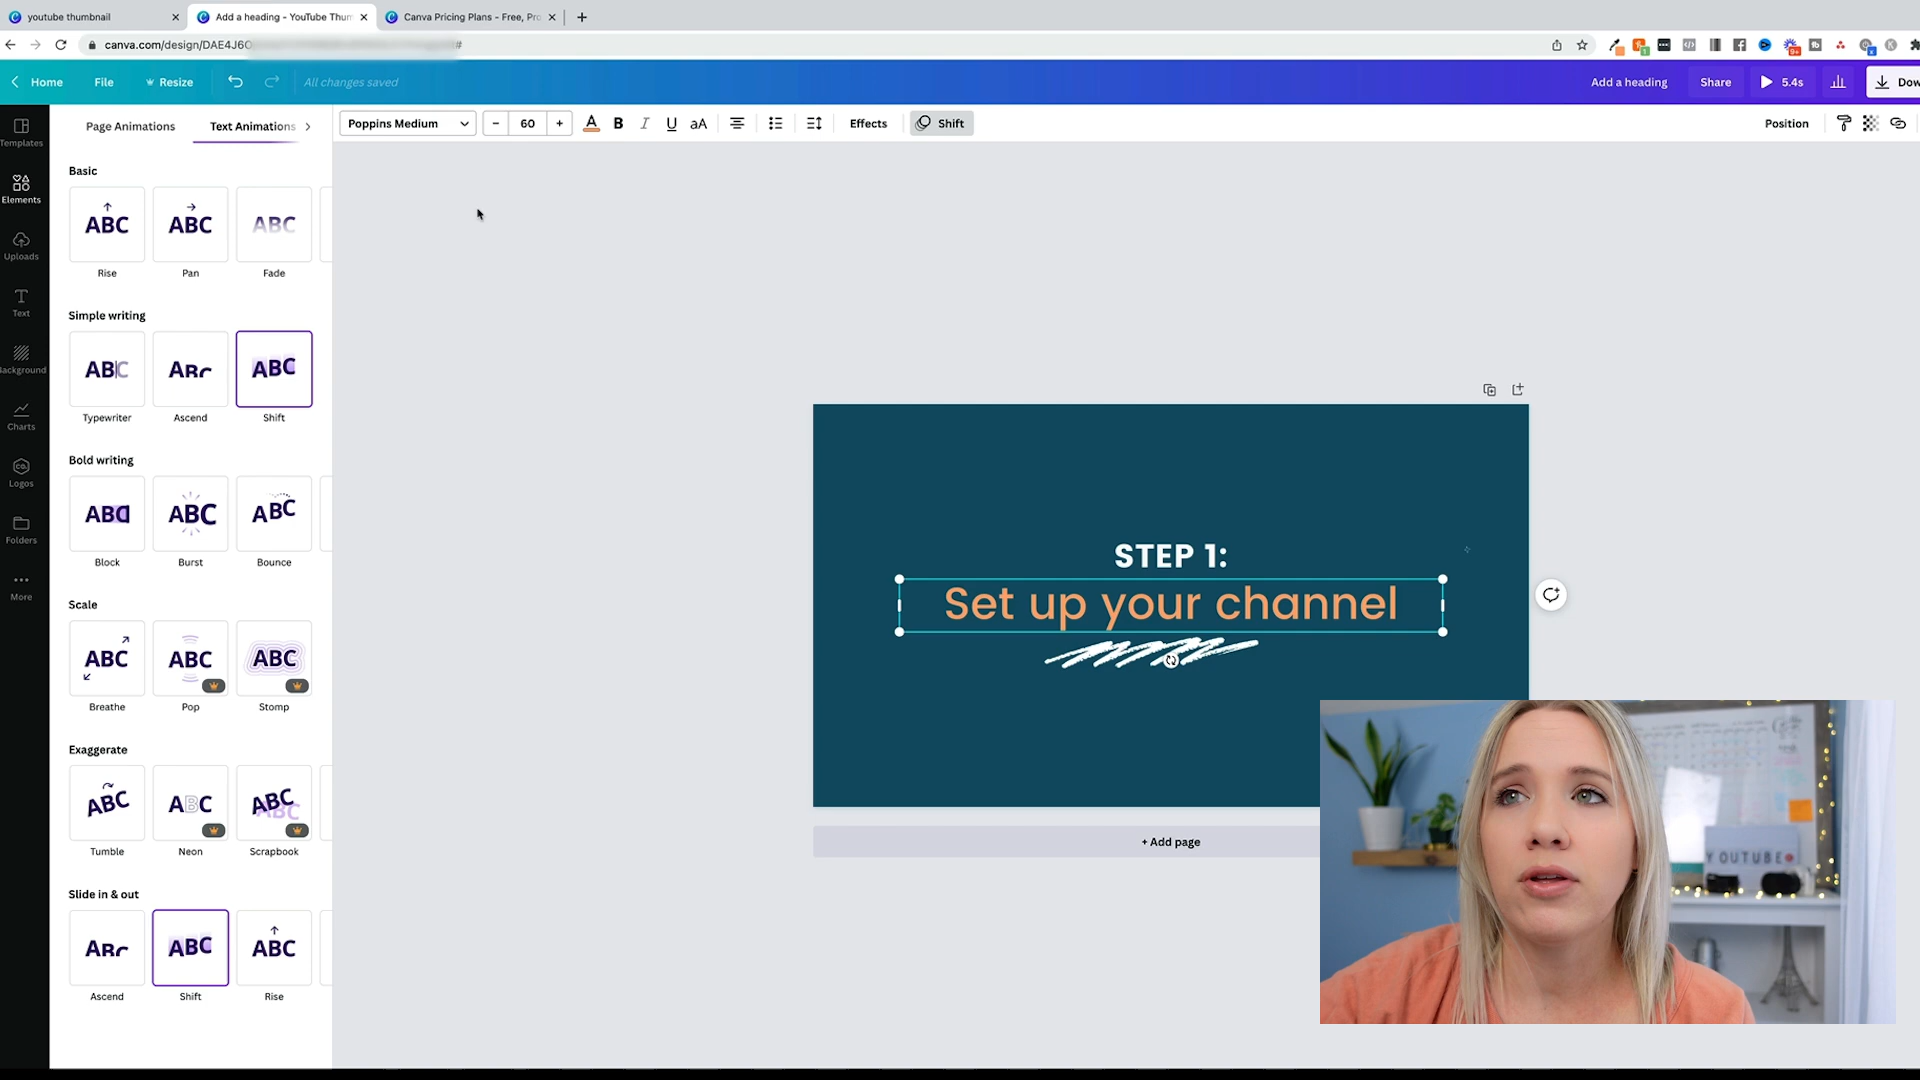 youtube thumbnail
Add a heading - YouTube Thum
Canva Pricing Plans - Free, Pro
canva.com/design/DAE4J6
Home
File
Resize
All changes saved
Add a heading
Share
5.4s
Dow
Page Animations
Text Animations
Poppins Medium
60
A
B
I
U
aA
Effects
Shift
Position
Templates
Elements
Uploads
Text
Background
Charts
Logos
Folders
More
Basic
ABC
ABC
ABC
Rise
Pan
Fade
Simple writing
ABC
ABC
ABC
Typewriter
Ascend
Shift
Bold writing
ABC
ABC
ABC
Block
Burst
Bounce
Scale
ABC
ABC
ABC
Breathe
Pop
Stomp
Exaggerate
ABC
ABC
ABC
Tumble
Neon
Scrapbook
Slide in & out
ABC
ABC
ABC
Ascend
Shift
Rise
STEP 1:
Set up your channel
+ Add page
YOUTUBE